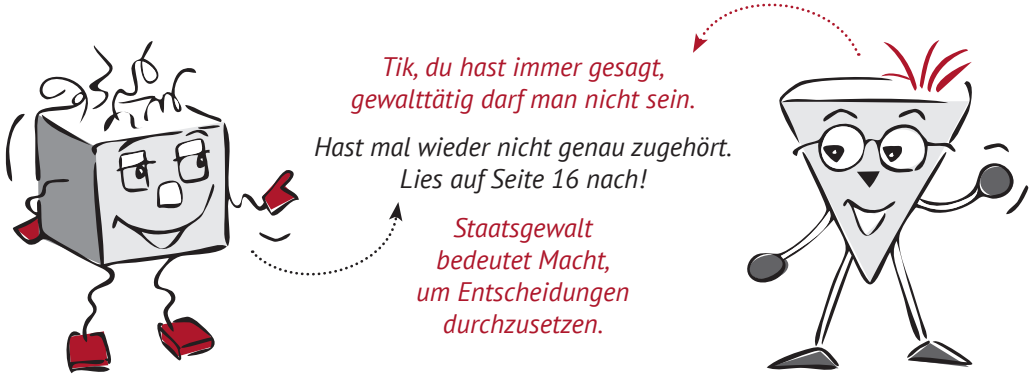 Tik, du hast immer gesagt,
gewalttätig darf man nicht sein.
Hast mal wieder nicht genau zugehört.
Lies auf Seite 16 nach!
Staatsgewalt
bedeutet Macht,
um Entscheidungen
durchzusetzen.